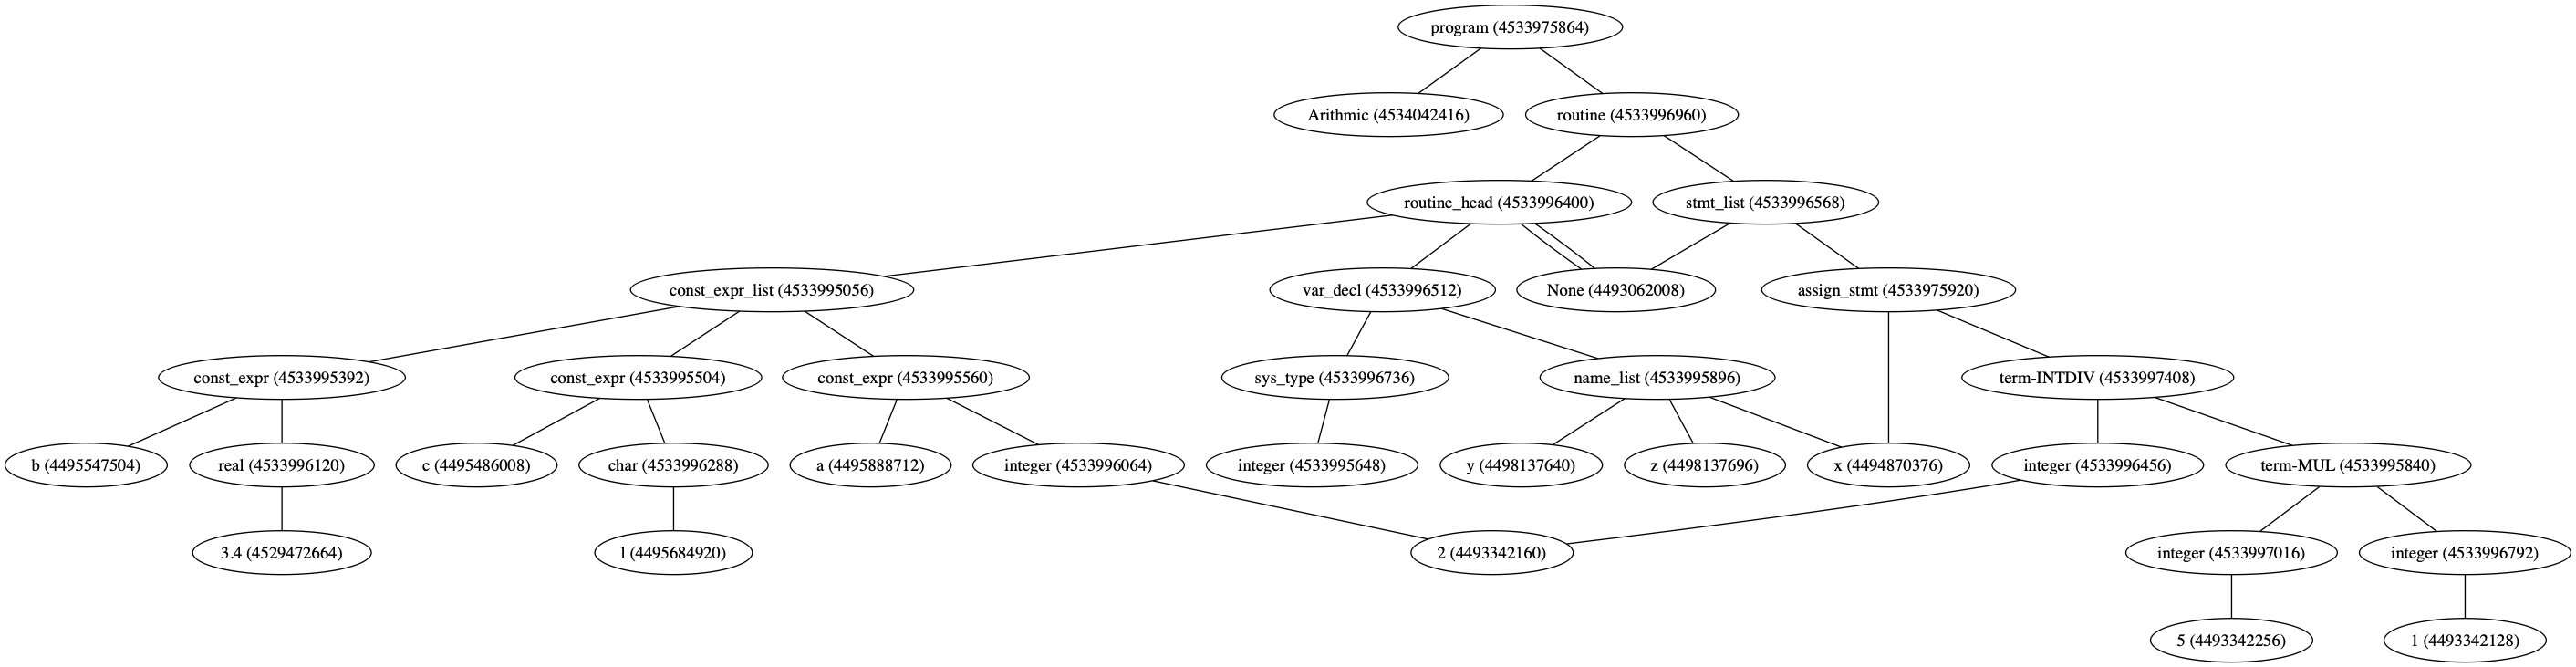 program (4533975864)
Arithmic (4534042416)
routine (4533996960)
routine_head (4533996400)
stmt_list (4533996568)
const_expr_list (4533995056)
var_decl (4533996512)
None (4493062008)
assign_stmt (4533975920)
const_expr (4533995392)
const_expr (4533995504)
const_expr (4533995560)
sys_type (4533996736)
name_list (4533995896)
term-INTDIV (4533997408)
b (4495547504)
real (4533996120)
c (4495486008)
char (4533996288)
a (4495888712)
integer (4533996064)
integer (4533995648)
y (4498137640)
z (4498137696)
x (4494870376)
integer (4533996456)
term-MUL (4533995840)
3.4 (4529472664)
l (4495684920)
2 (4493342160)
integer (4533997016)
integer (4533996792)
5 (4493342256)
1 (4493342128)